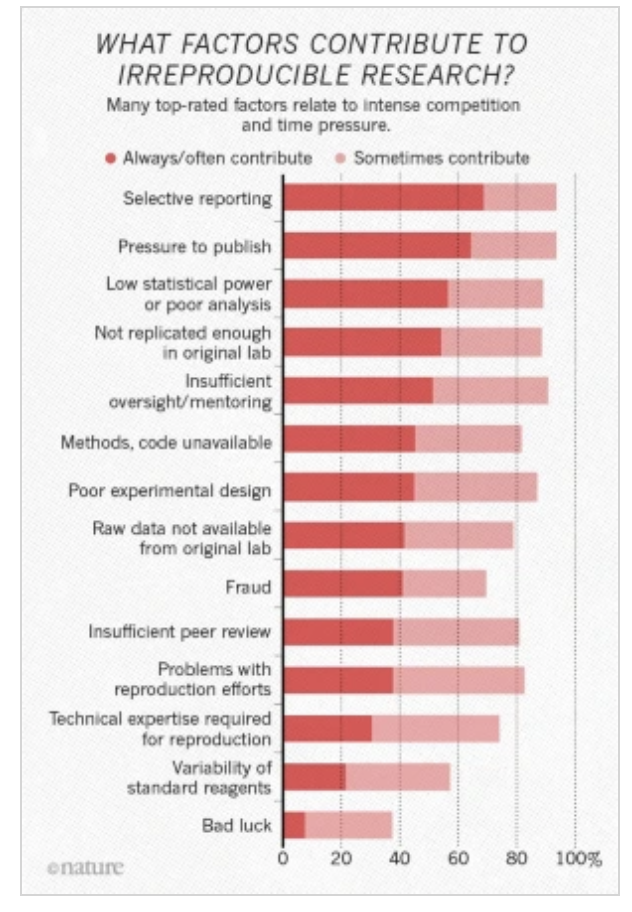 WHAT FACTORS CONTRIBUTE TO
IRREPRODUCIBLE RESEARCH?
Many top-rated factors relate to intense competition
and time pressure.
Always/often contribute Sometimes contribute
Selective reporting
Pressure to publish
Low statistical power
or poor analysis
Not replicated enough
in original lab
Insufficient
oversight/mentoring
Methods, code unavailable
Poor experimental design
Raw data not available
from original lab
Fraud
Insufficient peer review
Problems with
reproduction efforts
Technical expertise required
for reproduction
Variability of
standard reagents
Bad luck
0 20 40 60 80 100%
©nature